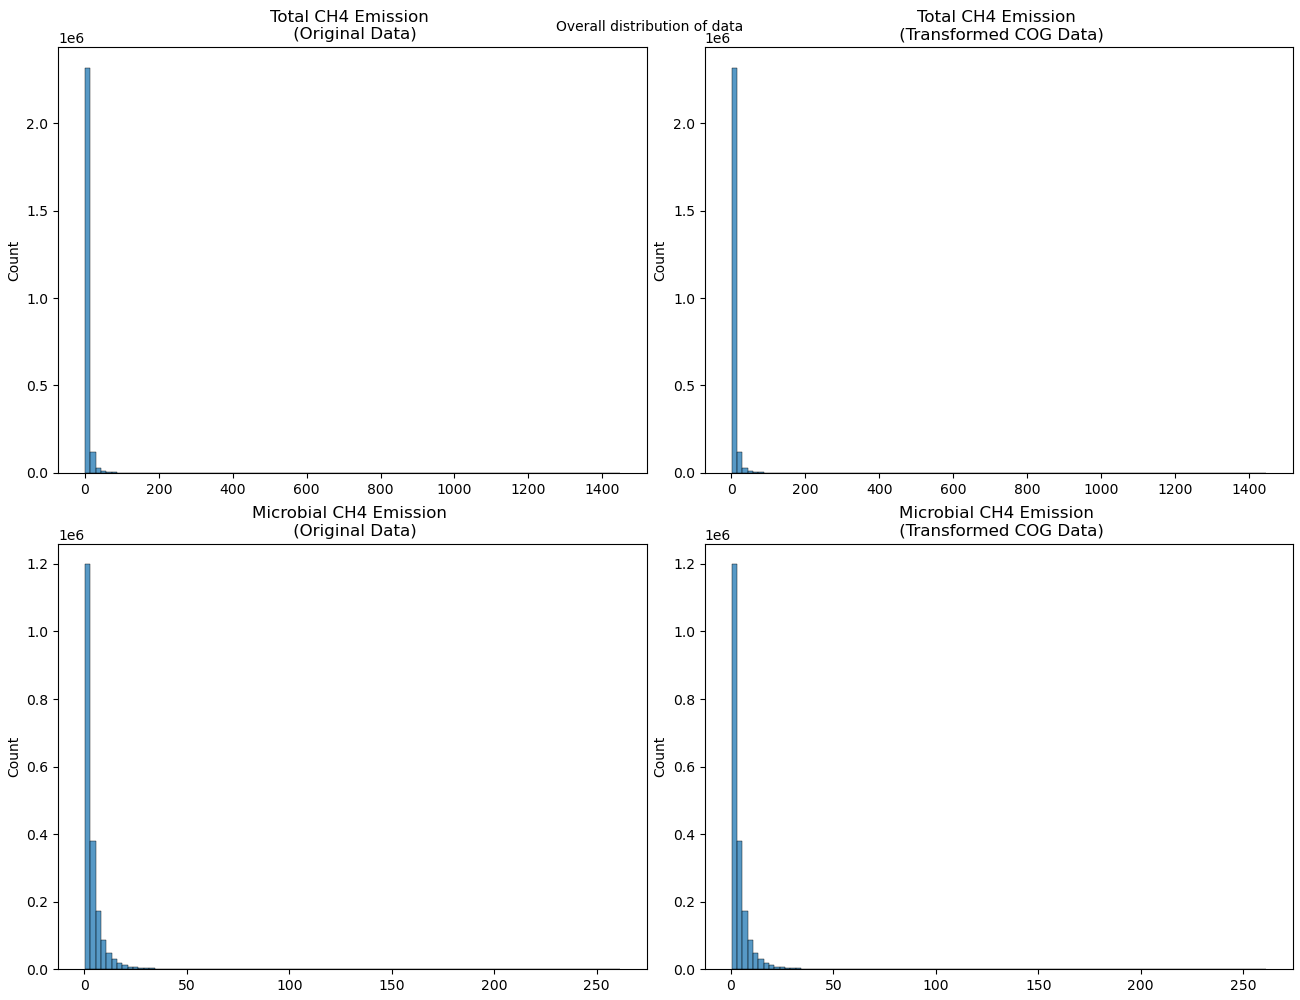 Overall distribution of data
Total CH4 Emission
(Original Data)
1e6
2.0
1.5
1.0
0.5
0.0
Count
0 200 400 600 800 1000 1200 1400
Total CH4 Emission
(Transformed COG Data)
1e6
2.0
1.5
1.0
0.5
0.0
Count
0 200 400 600 800 1000 1200 1400
Microbial CH4 Emission
(Original Data)
1e6
1.2
1.0
0.8
0.6
0.4
0.2
0.0
Count
0 50 100 150 200 250
Microbial CH4 Emission
(Transformed COG Data)
1e6
1.2
1.0
0.8
0.6
0.4
0.2
0.0
Count
0 50 100 150 200 250